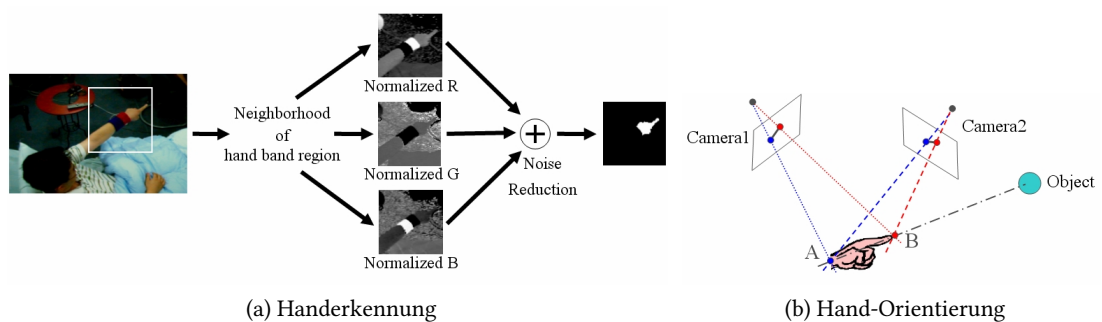 Normalized R
Neighborhood
of
hand band region
Normalized G
Noise
Reduction
Normalized B
(a) Handerkennung
Camera1
Camera2
Object
A
B
(b) Hand-Orientierung